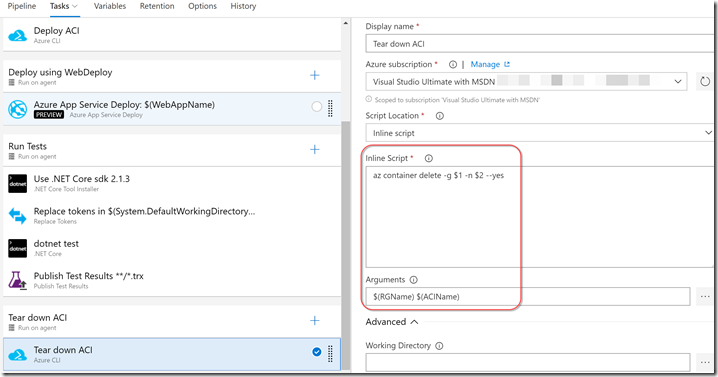 Pipeline Tasks Variables Retention Options History
Deploy ACI
Azure CLI
Deploy using WebDeploy
Run on agent
Azure App Service Deploy: $(WebAppName)
PREVIEW Azure App Service Deploy
Run Tests
Run on agent
dotnet
Use .NET Core sdk 2.1.3
.NET Core Tool Installer
Replace tokens in $(System.DefaultWorkingDirectory...
Replace Tokens
dotnet
dotnet test
.NET Core
Publish Test Results **/*.trx
Publish Test Results
Tear down ACI
Run on agent
Tear down ACI
Azure CLI
Display name *
Tear down ACI
Azure subscription * | Manage
Visual Studio Ultimate with MSDN
Scoped to subscription 'Visual Studio Ultimate with MSDN'
Script Location *
Inline script
Inline Script *
az container delete -g $1 -n $2 --yes
Arguments
$(RGName) $(ACIName)
Advanced
Working Directory